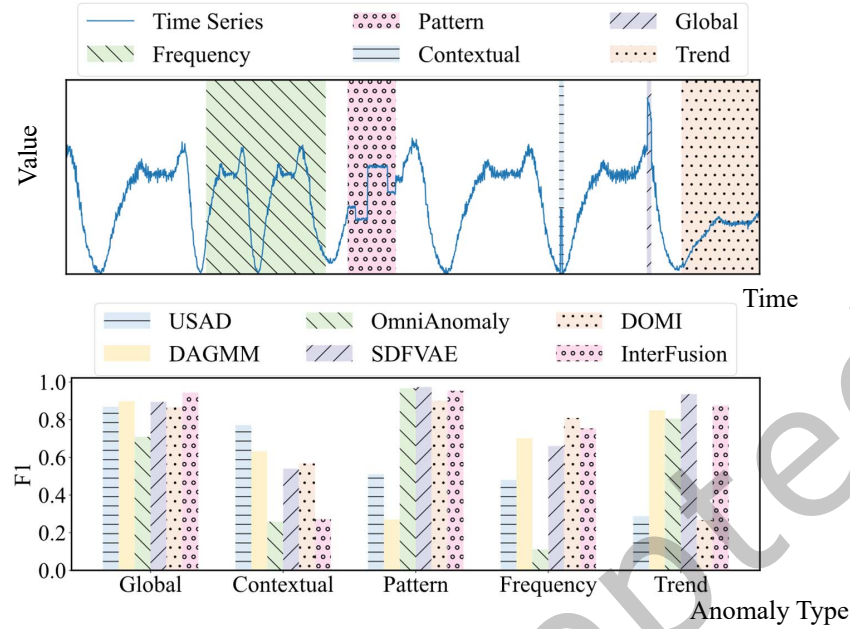 Time Series Pattern Global
Frequency Contextual Trend
Value
Time
USAD OmniAnomaly DOMI
DAGMM SDFVAE InterFusion
1.0
0.8
0.6
0.4
0.2
0.0
F1
Global Contextual Pattern Frequency Trend
Anomaly Type